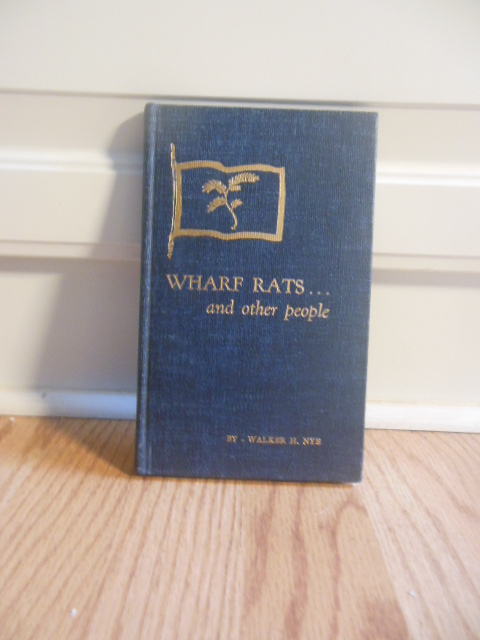 WHARF RATS...
and other people
BY - WALKER H. NYE